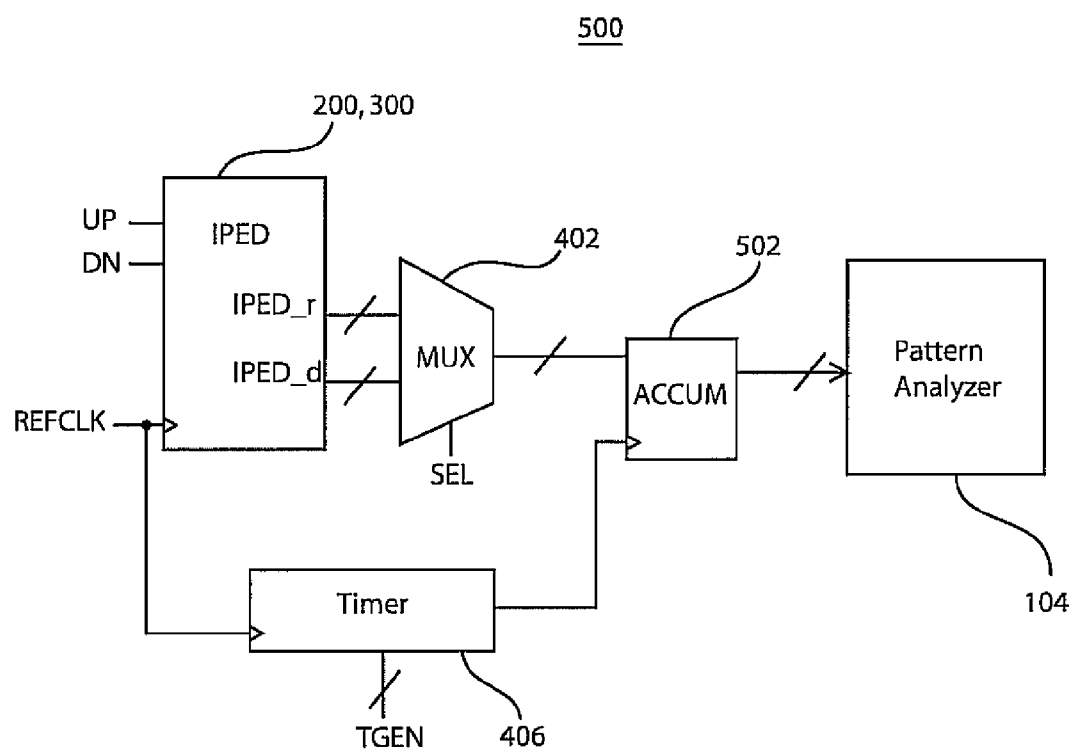 500
200, 300
UP
DN
IPED
IPED_r
IPED_d
REFCLK
402
MUX
SEL
502
ACCUM
Pattern
Analyzer
104
Timer
TGEN
406